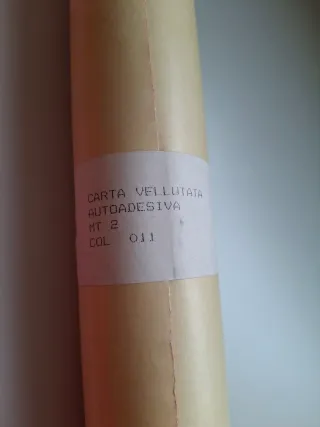 CARTA VELLUTATA
AUTOADESIVA
MT 2
COL 011